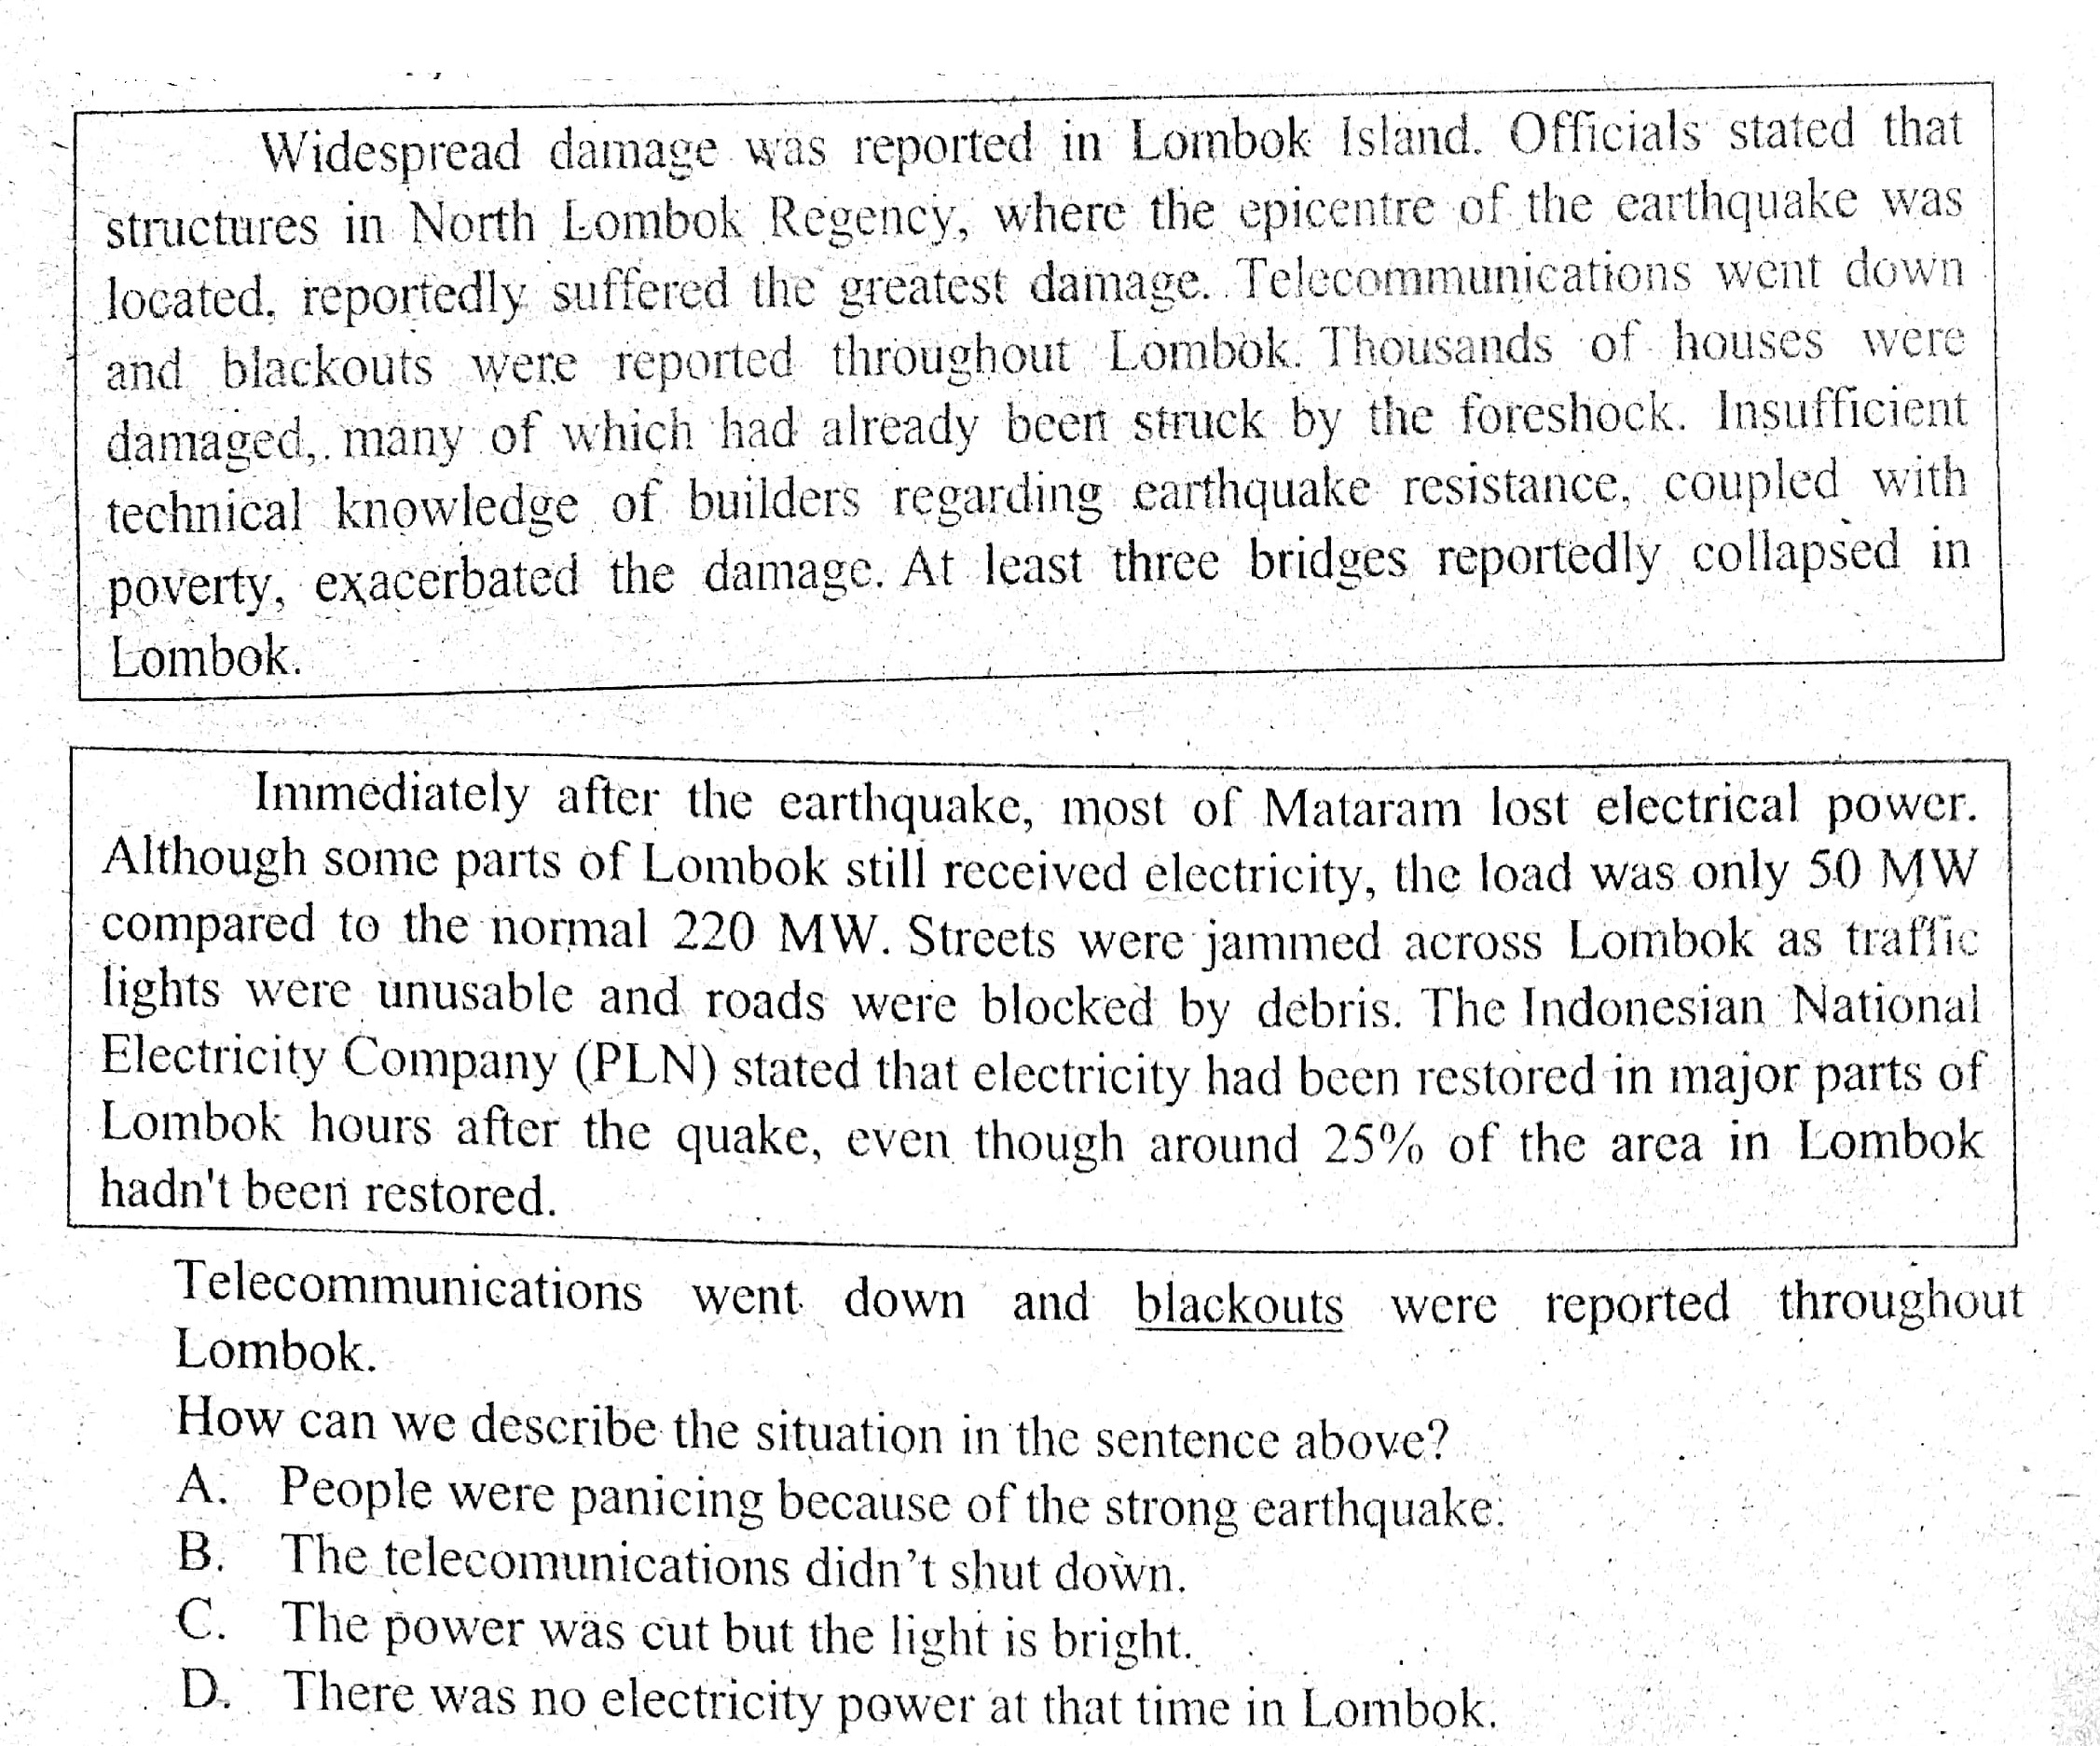 Widespread damage was reported in Lombok Island. Officials stated that
structures in North Lombok Regency, where the epicentre of the earthquake was
located, reportedly suffered the greatest damage. Telecommunications went down
and blackouts were reported throughout Lombok. Thousands of houses were
damaged, many of which had already been struck by the foreshock. Insufficient
technical knowledge of builders regarding earthquake resistance, coupled with
poverty, exacerbated the damage. At least three bridges reportedly collapsed in
Lombok.
Immediately after the earthquake, most of Mataram lost electrical power.
Although some parts of Lombok still received electricity, the load was only 50 MW
compared to the normal 220 MW. Streets were jammed across Lombok as traffic
lights were unusable and roads were blocked by debris. The Indonesian National
Electricity Company (PLN) stated that electricity had been restored in major parts of
Lombok hours after the quake, even though around 25% of the area in Lombok
hadn't been restored.
Telecommunications went down and blackouts were reported throughout
Lombok.
How can we describe the situation in the sentence above?
A. People were panicing because of the strong earthquake.
B. The telecomunications didn't shut down.
C. The power was cut but the light is bright.
D. There was no electricity power at that time in Lombok.